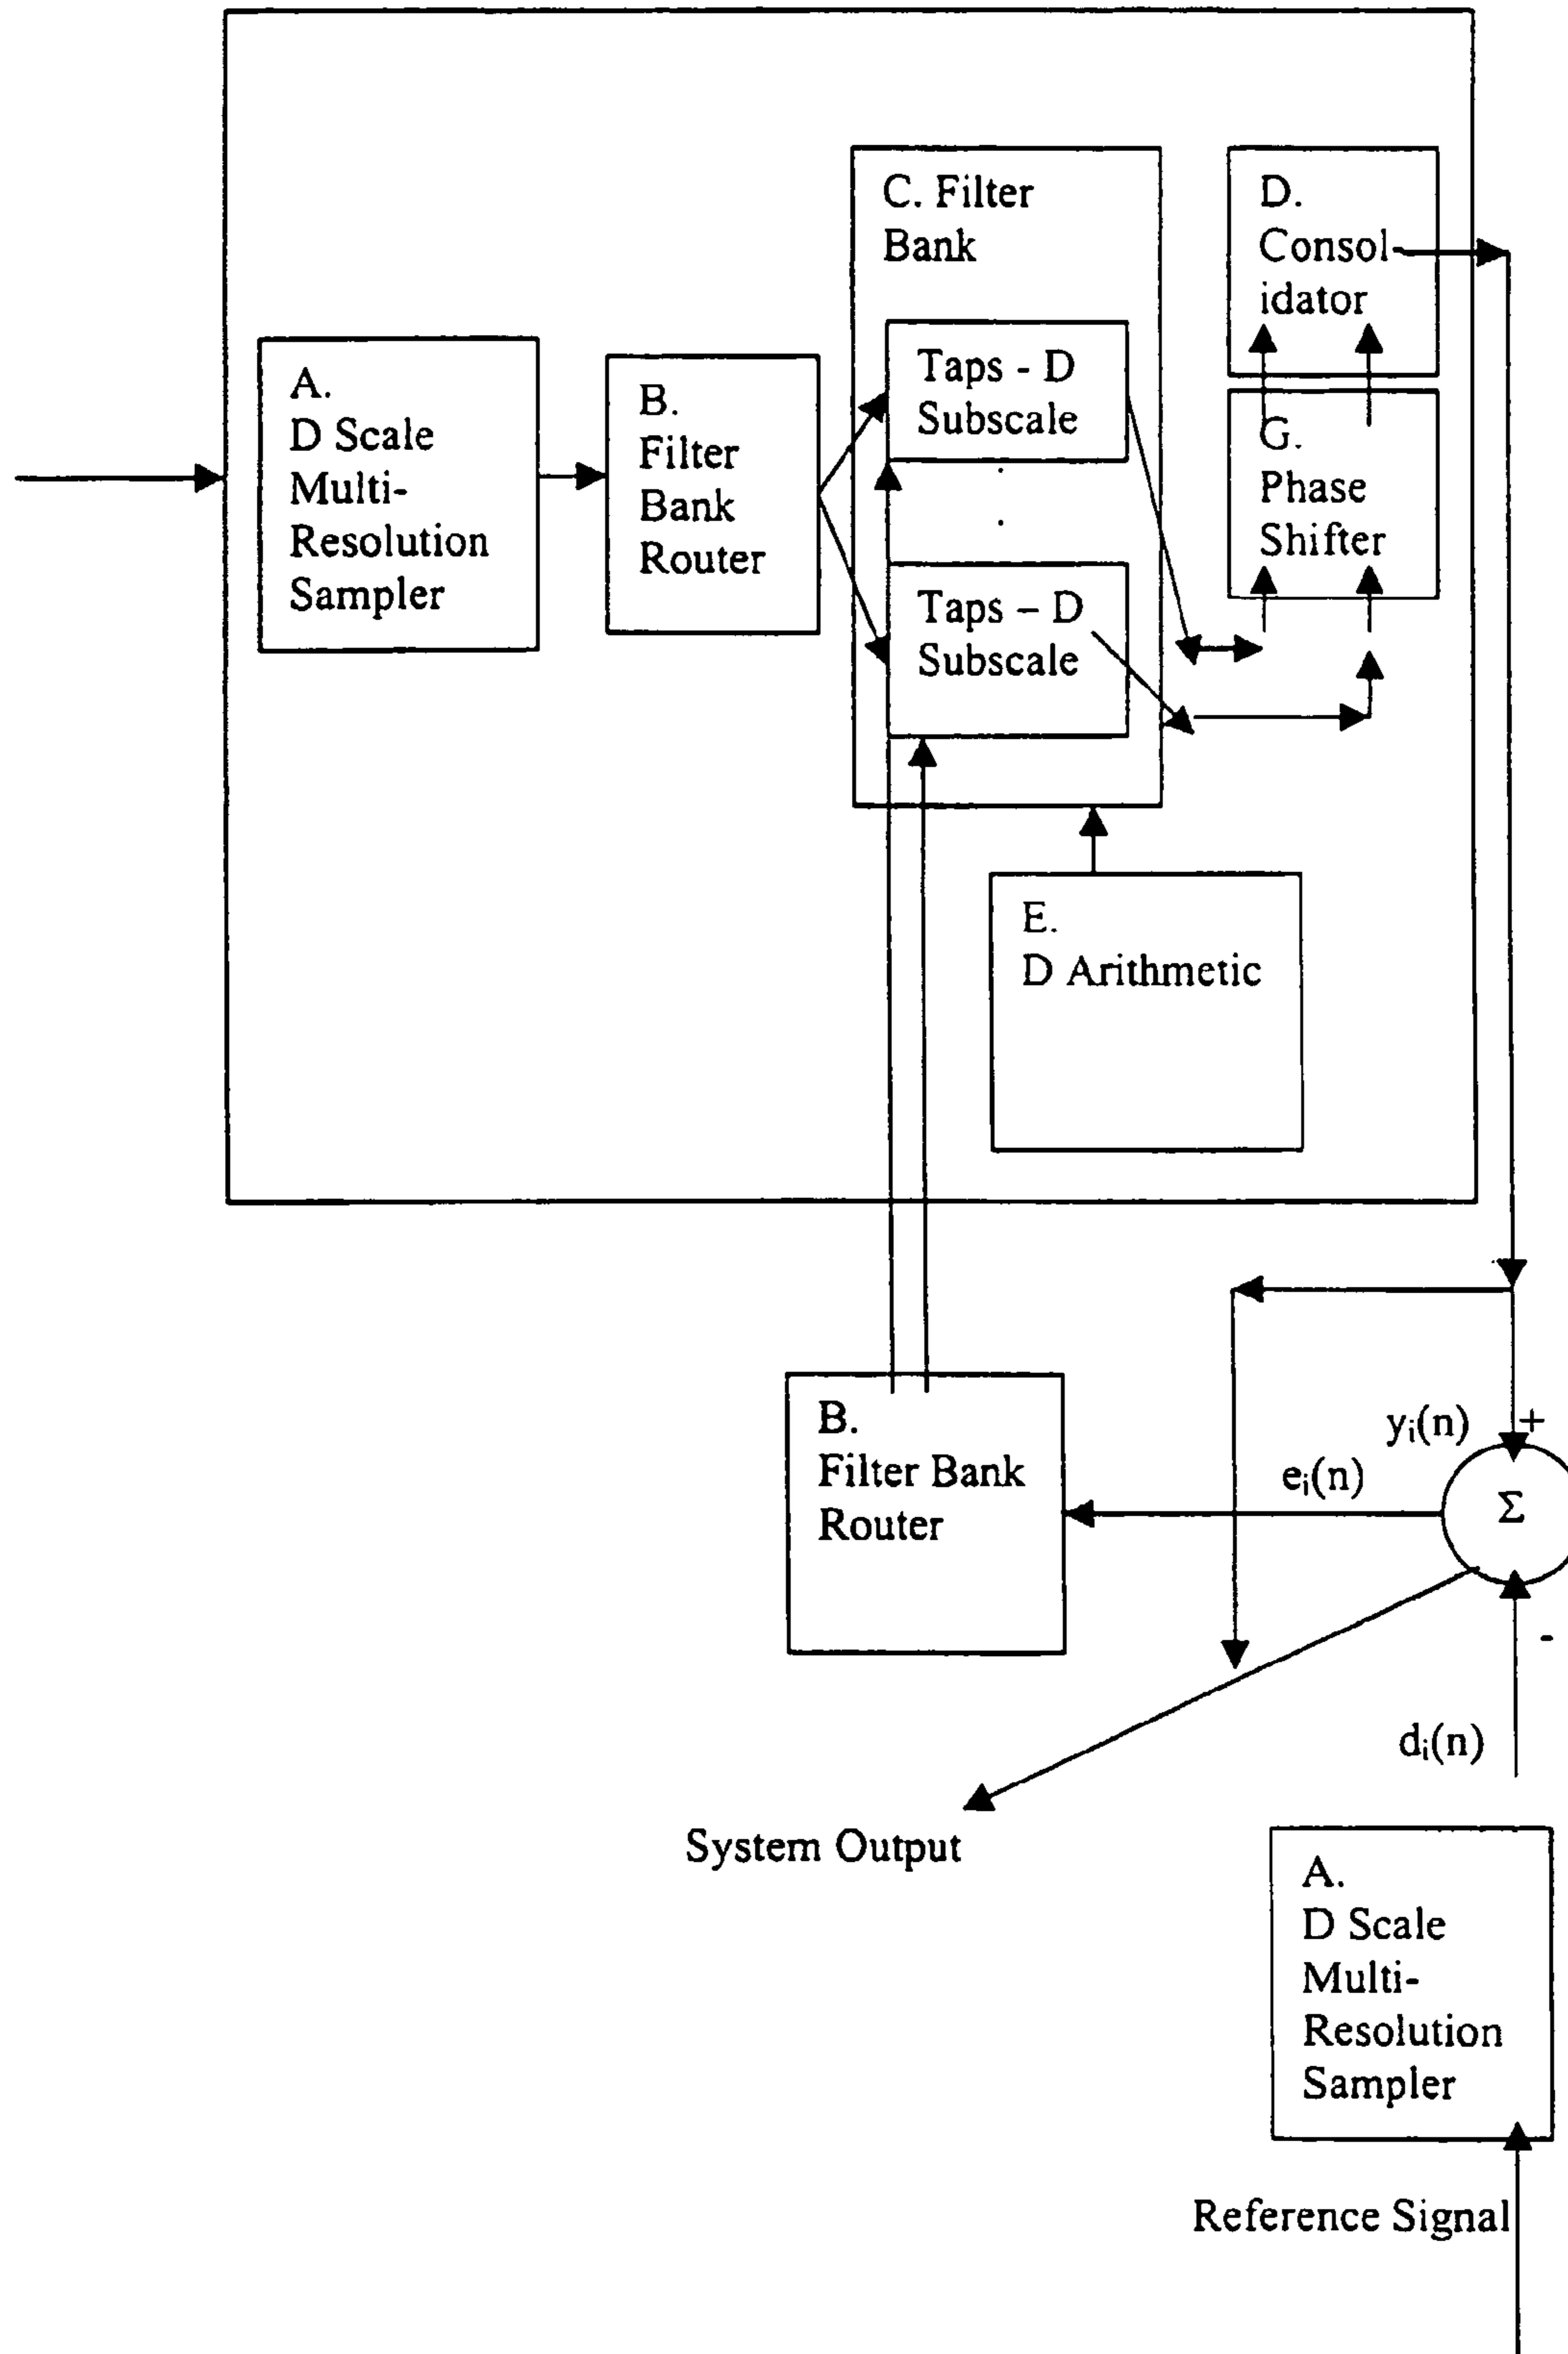 C. Filter
Bank
D.
Consol-
idator
A.
D Scale
Multi-
Resolution
Sampler
B.
Filter
Bank
Router
Taps - D
Subscale
Taps – D
Subscale
G.
Phase
Shifter
E.
D Arithmetic
B.
Filter Bank
Router
yᵢ(n)
+
eᵢ(n)
Σ
-
dᵢ(n)
System Output
A.
D Scale
Multi-
Resolution
Sampler
Reference Signal